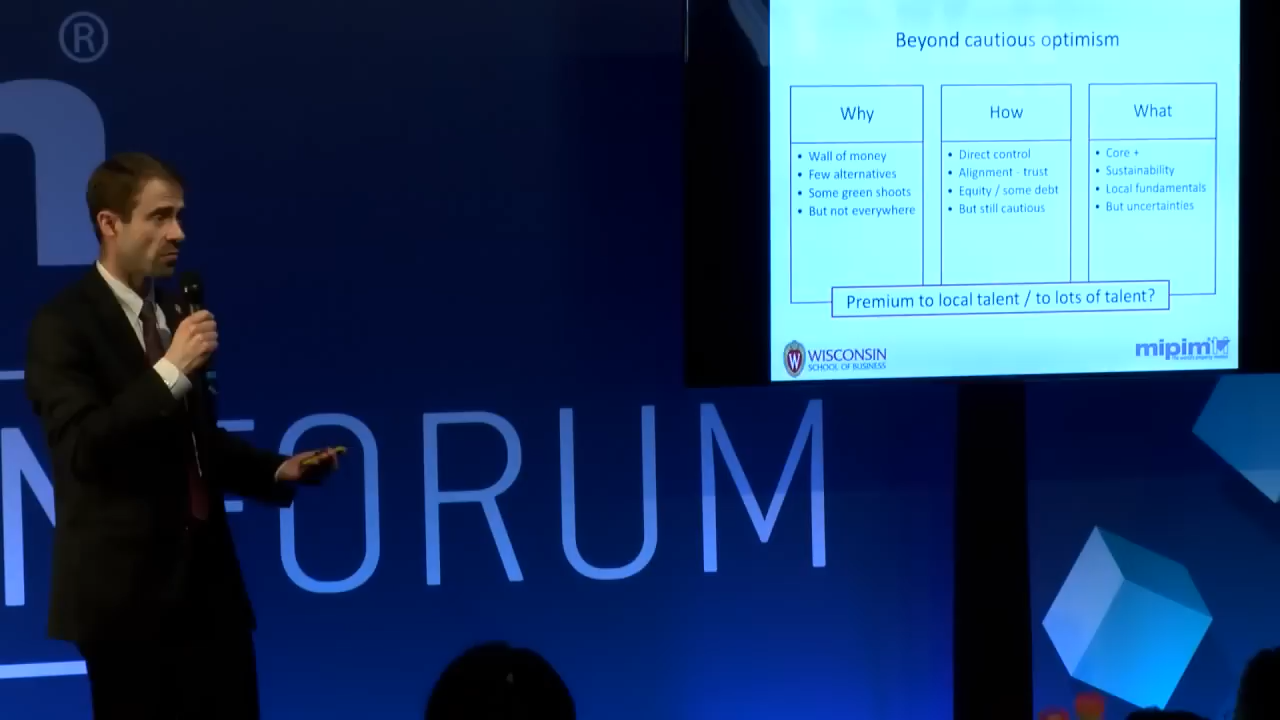 ®
n
N FORUM
Beyond cautious optimism
Why
• Wall of money
• Few alternatives
• Some green shoots
• But not everywhere
How
• Direct control
• Alignment - trust
• Equity / some debt
• But still cautious
What
• Core +
• Sustainability
• Local fundamentals
• But uncertainties
Premium to local talent / to lots of talent?
W WISCONSIN
SCHOOL OF BUSINESS
mipim